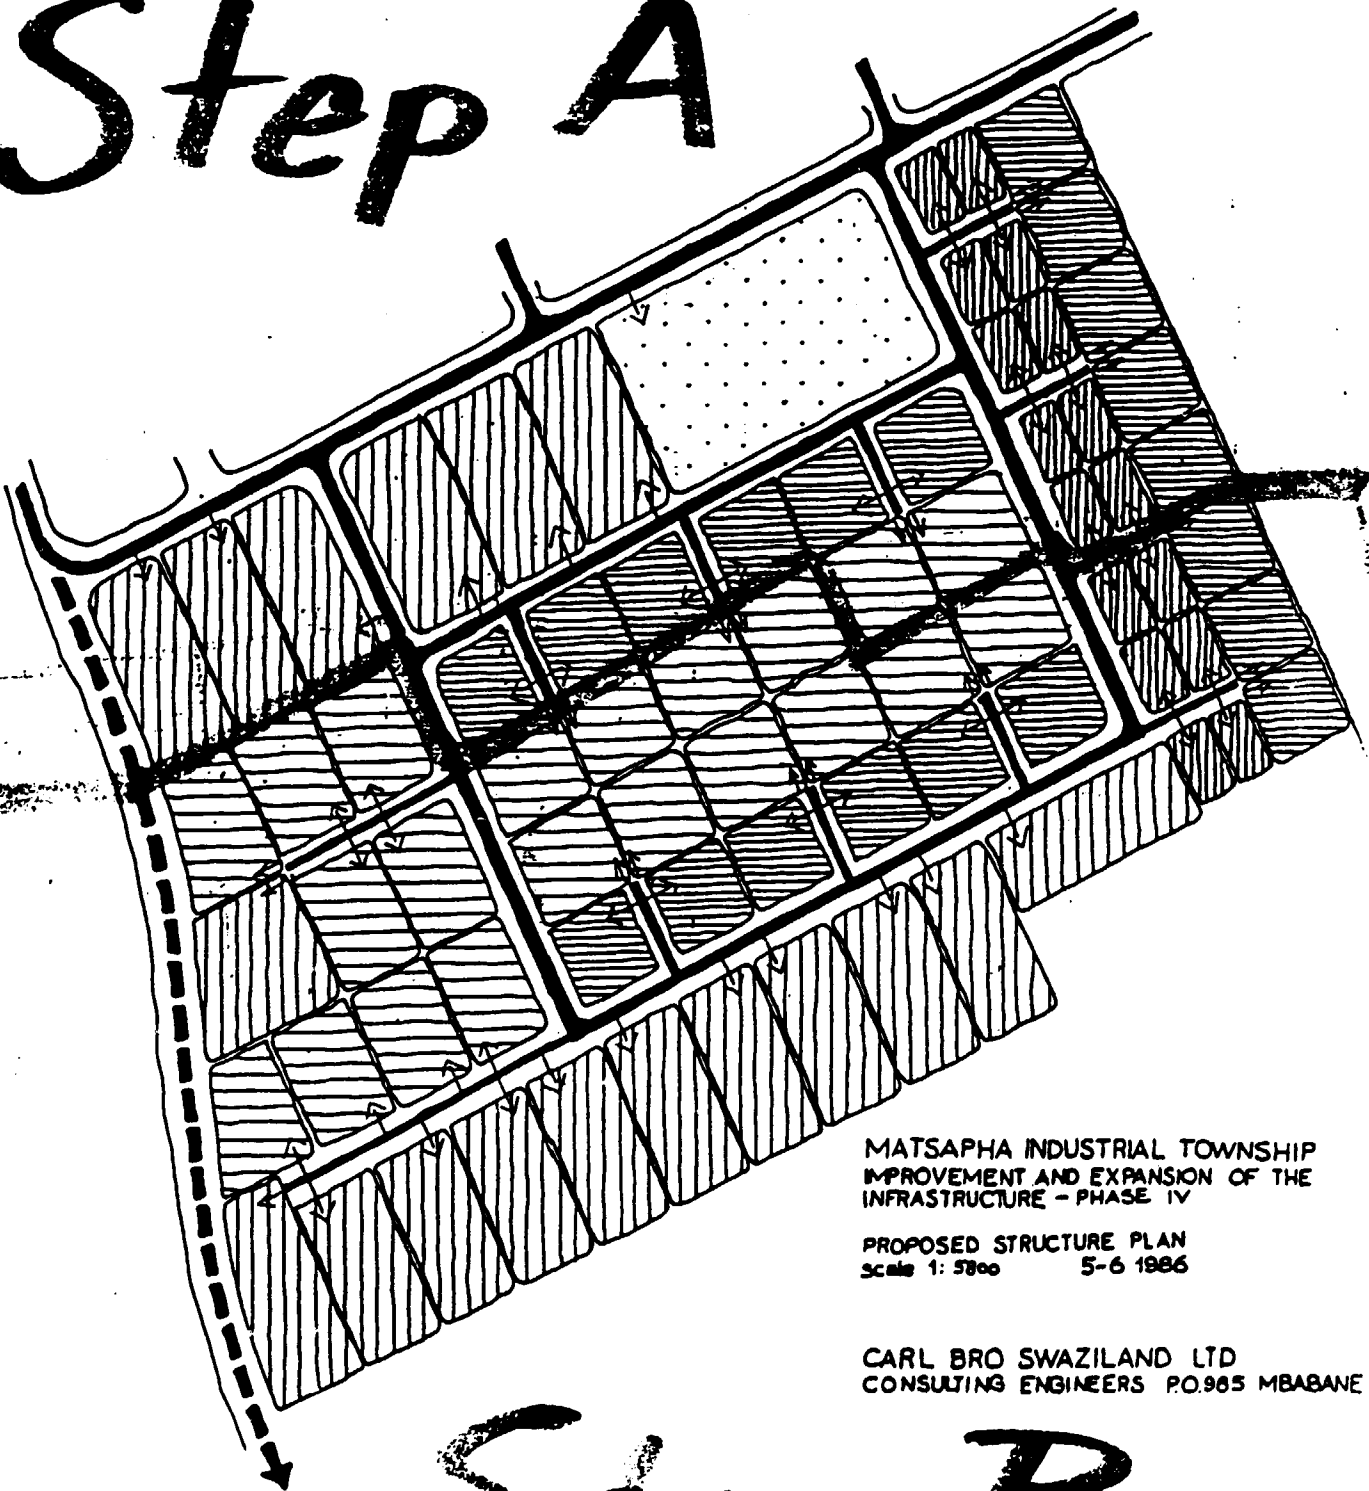 Step A
MATSAPHA INDUSTRIAL TOWNSHIP
IMPROVEMENT AND EXPANSION OF THE
INFRASTRUCTURE - PHASE IV
PROPOSED STRUCTURE PLAN
scale 1: 5800 5-6 1986
CARL BRO SWAZILAND LTD
CONSULTING ENGINEERS P.O.985 MBABANE